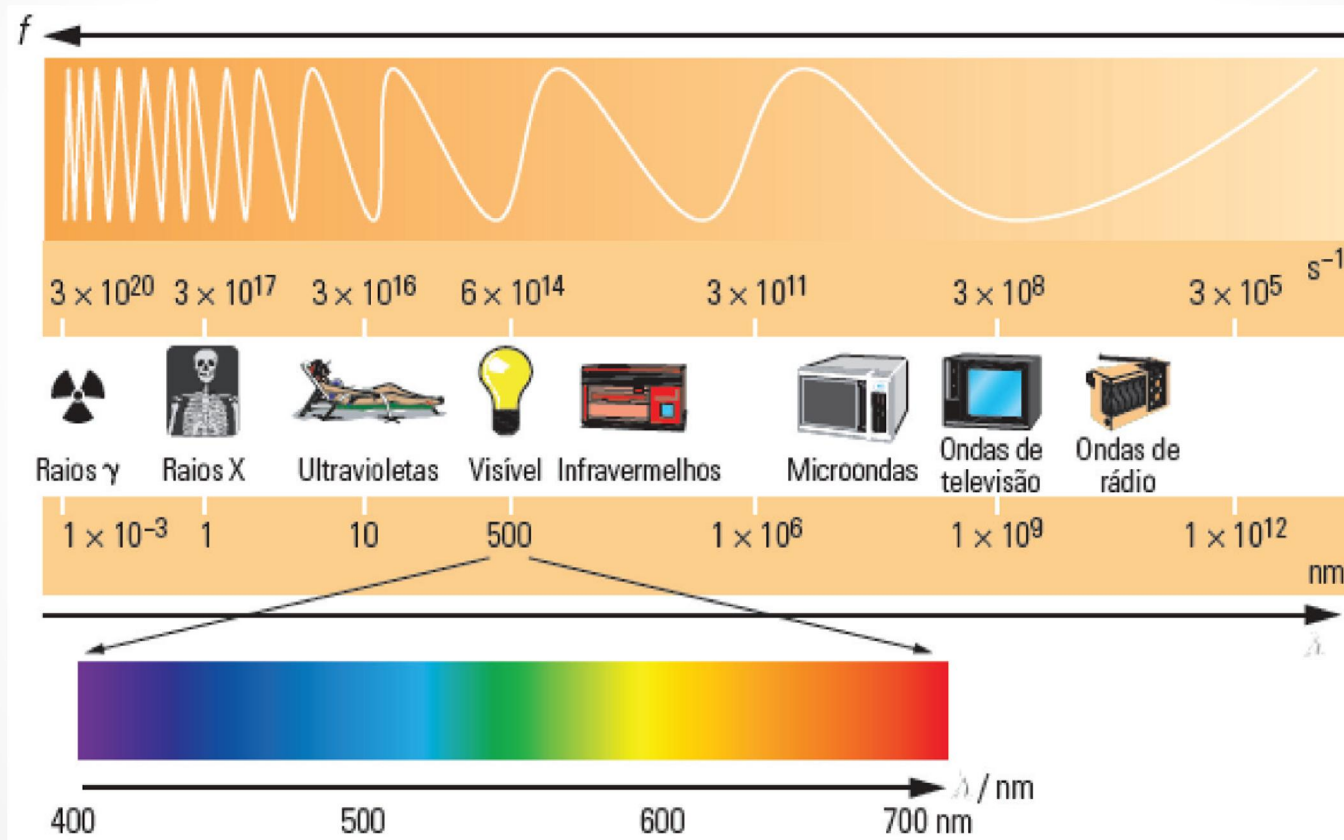 f
s⁻¹
3 × 10²⁰ 3 × 10¹⁷ 3 × 10¹⁶ 6 × 10¹⁴ 3 × 10¹¹ 3 × 10⁸ 3 × 10⁵
Raios γ Raios X Ultravioletas Visível Infravermelhos Microondas Ondas de televisão Ondas de rádio
1 × 10⁻³ 1 10 500 1 × 10⁶ 1 × 10⁹ 1 × 10¹²
nm
λ
λ / nm
400 500 600 700 nm